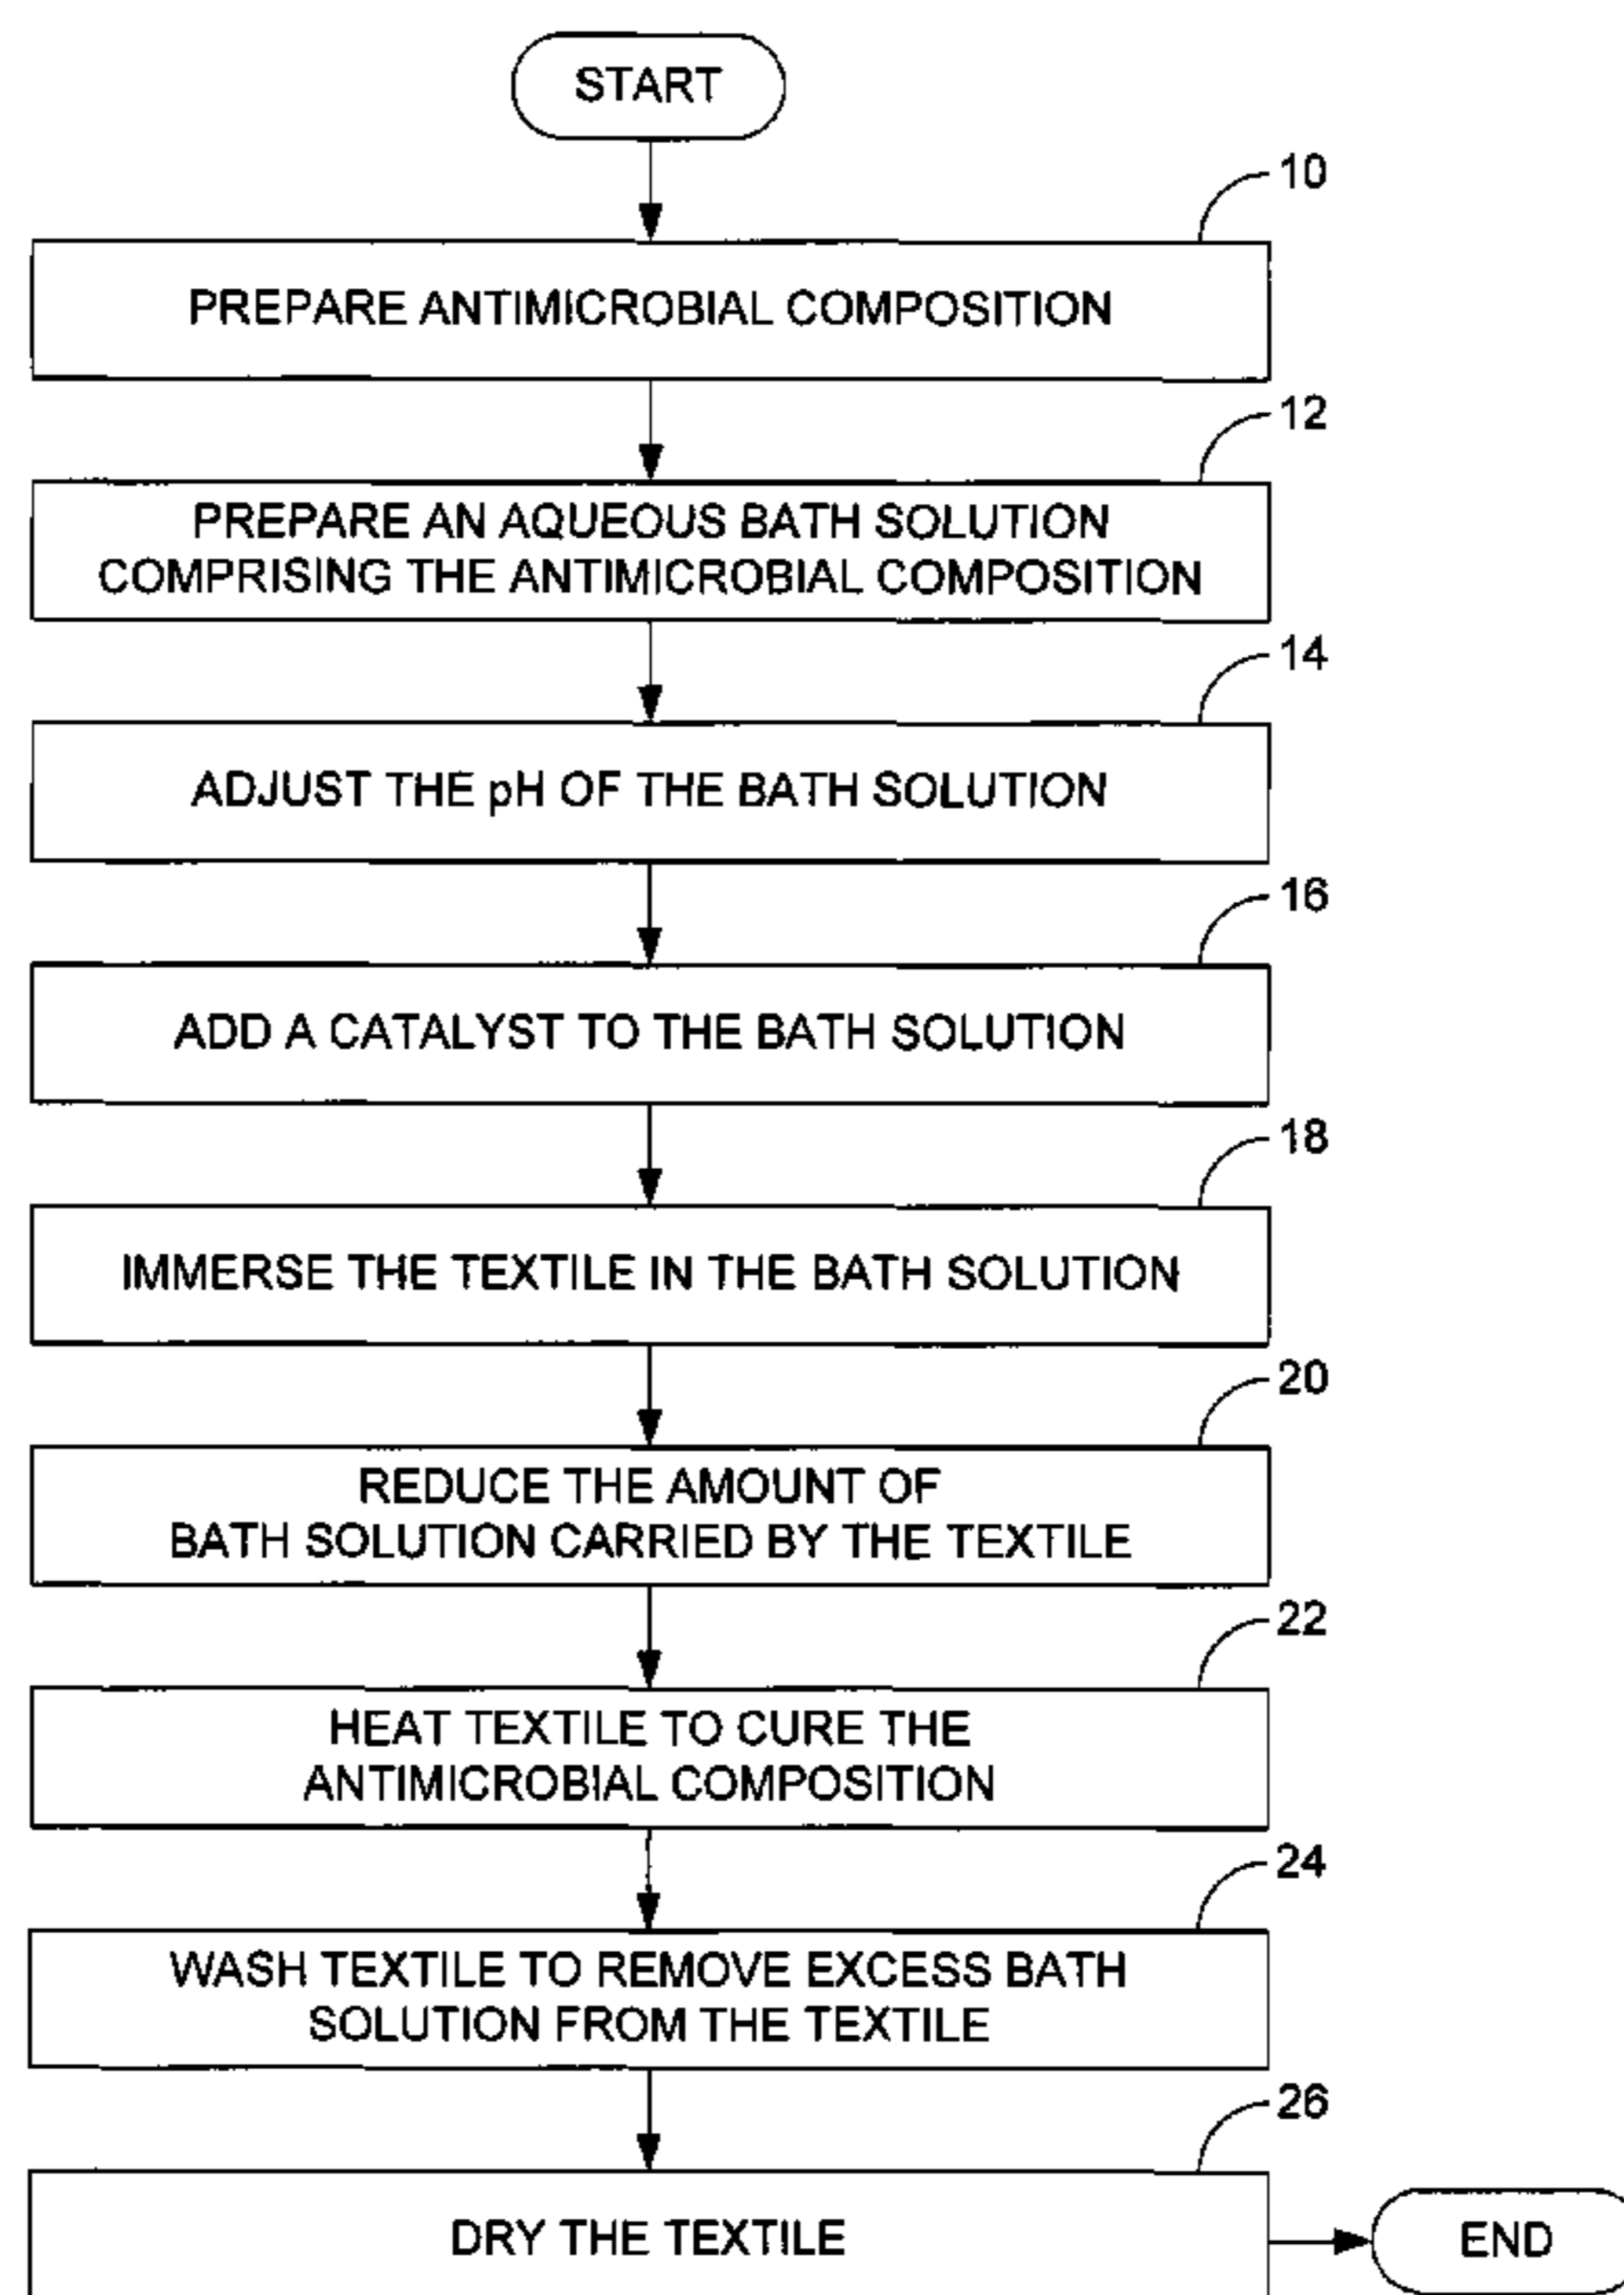 START
10
PREPARE ANTIMICROBIAL COMPOSITION
12
PREPARE AN AQUEOUS BATH SOLUTION
COMPRISING THE ANTIMICROBIAL COMPOSITION
14
ADJUST THE pH OF THE BATH SOLUTION
16
ADD A CATALYST TO THE BATH SOLUTION
18
IMMERSE THE TEXTILE IN THE BATH SOLUTION
20
REDUCE THE AMOUNT OF
BATH SOLUTION CARRIED BY THE TEXTILE
22
HEAT TEXTILE TO CURE THE
ANTIMICROBIAL COMPOSITION
24
WASH TEXTILE TO REMOVE EXCESS BATH
SOLUTION FROM THE TEXTILE
26
DRY THE TEXTILE
END